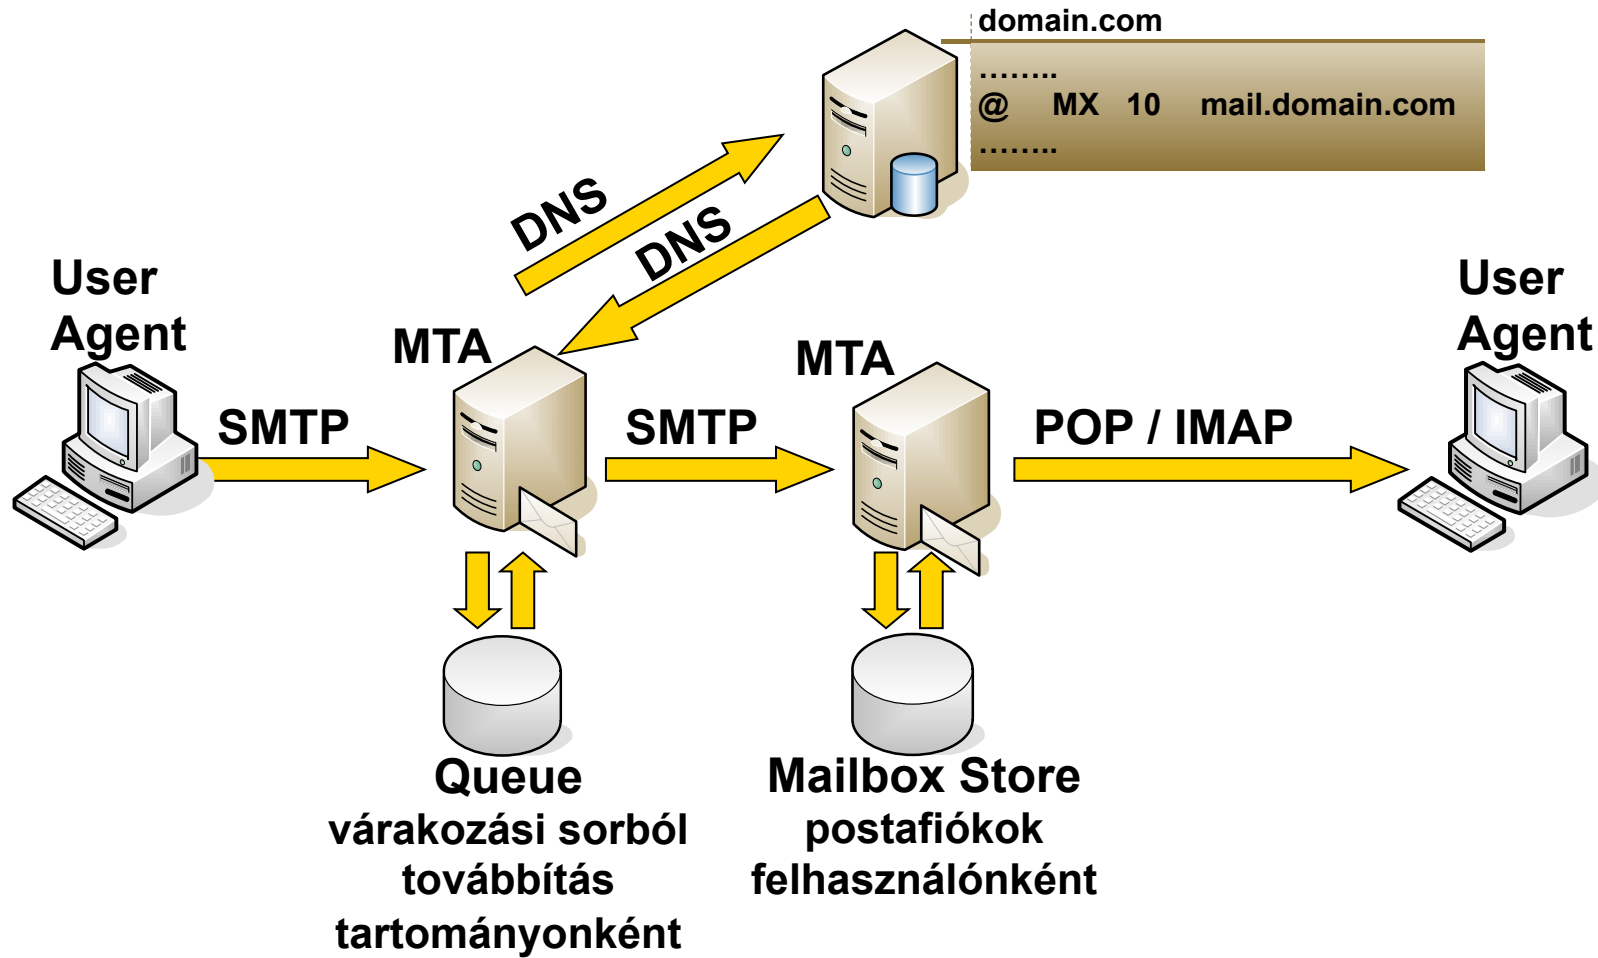 domain.com
……..
@ MX 10 mail.domain.com
……..
DNS
DNS
User
Agent
User
Agent
MTA
MTA
SMTP
SMTP
POP / IMAP
Queue
várakozási sorból
továbbítás
tartományonként
Mailbox Store
postafiókok
felhasználónként